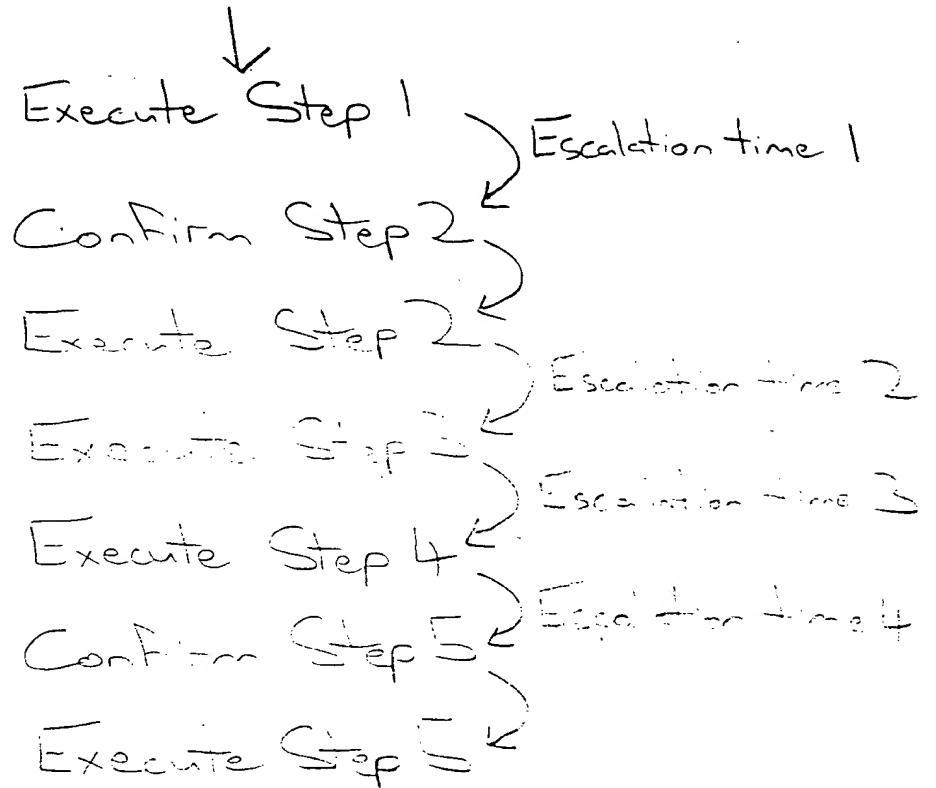 Execute Step 1
Escalation time 1
Confirm Step 2
Execute Step 2
Escalation time 2
Execute Step 3
Escalation time 3
Execute Step 4
Escalation time 4
Confirm Step 5
Execute Step 5